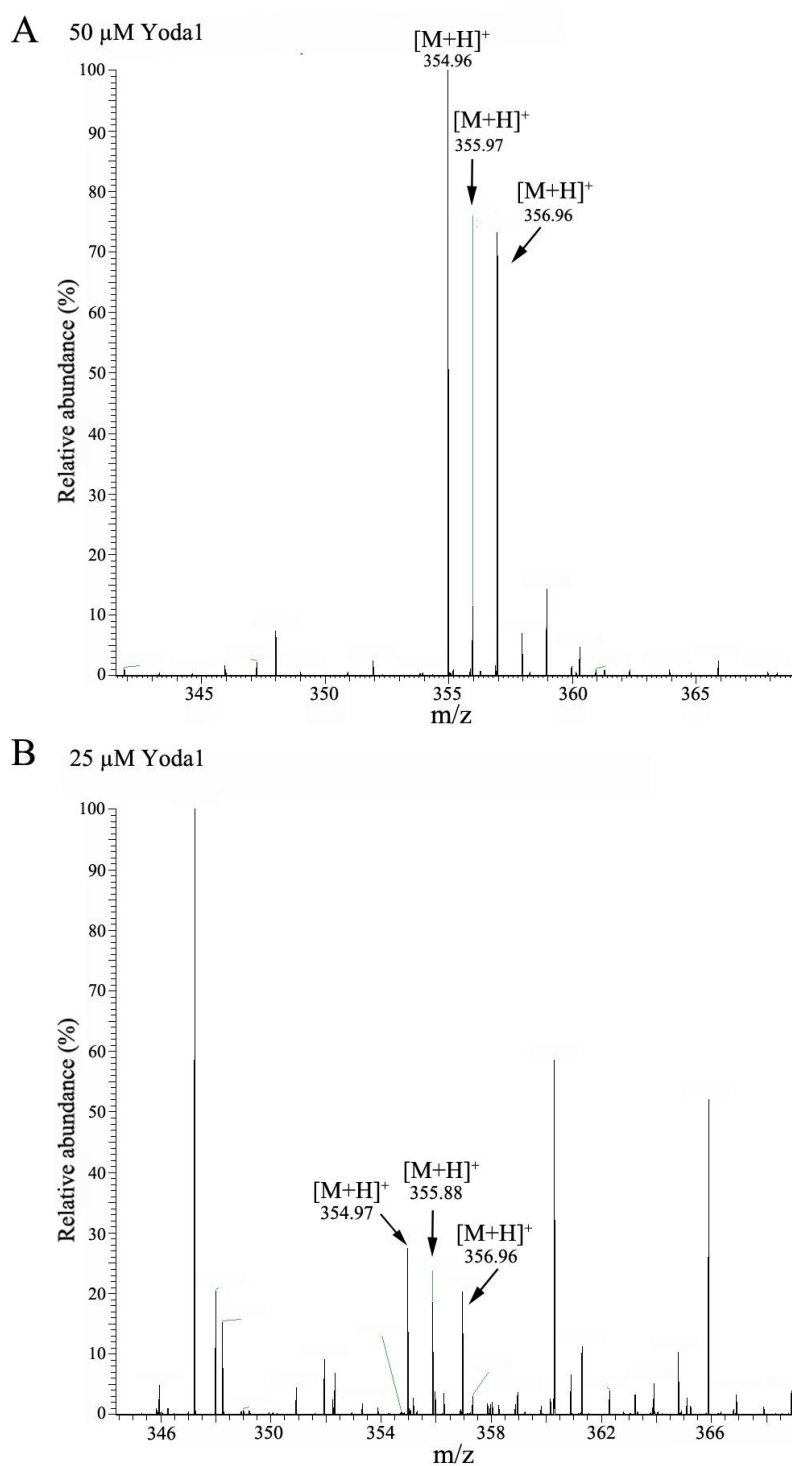 A 50 μM Yoda1
[M+H]+
354.96
[M+H]+
355.97
[M+H]+
356.96
100
90
80
70
60
50
40
30
20
10
0
Relative abundance (%)
345 350 355 360 365
m/z
B 25 μM Yoda1
100
90
80
70
60
50
40
30
20
10
0
Relative abundance (%)
[M+H]+
354.97
[M+H]+
355.88
[M+H]+
356.96
346 350 354 358 362 366
m/z